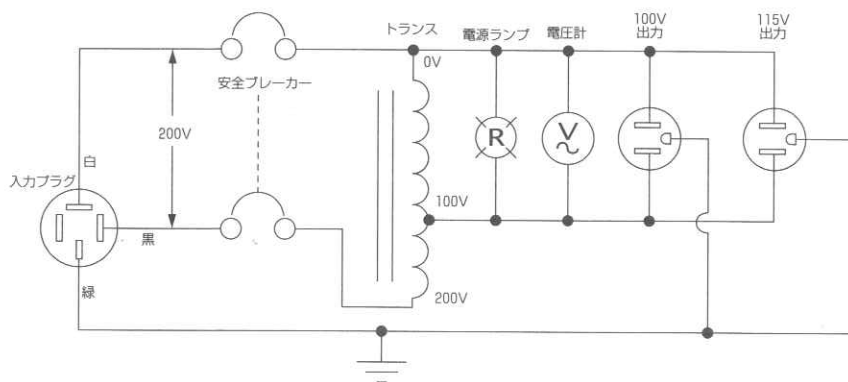 トランス
電源ランプ
電圧計
100V
出力
115V
出力
0V
安全ブレーカー
200V
R
V
白
入力プラグ
100V
黒
緑
200V